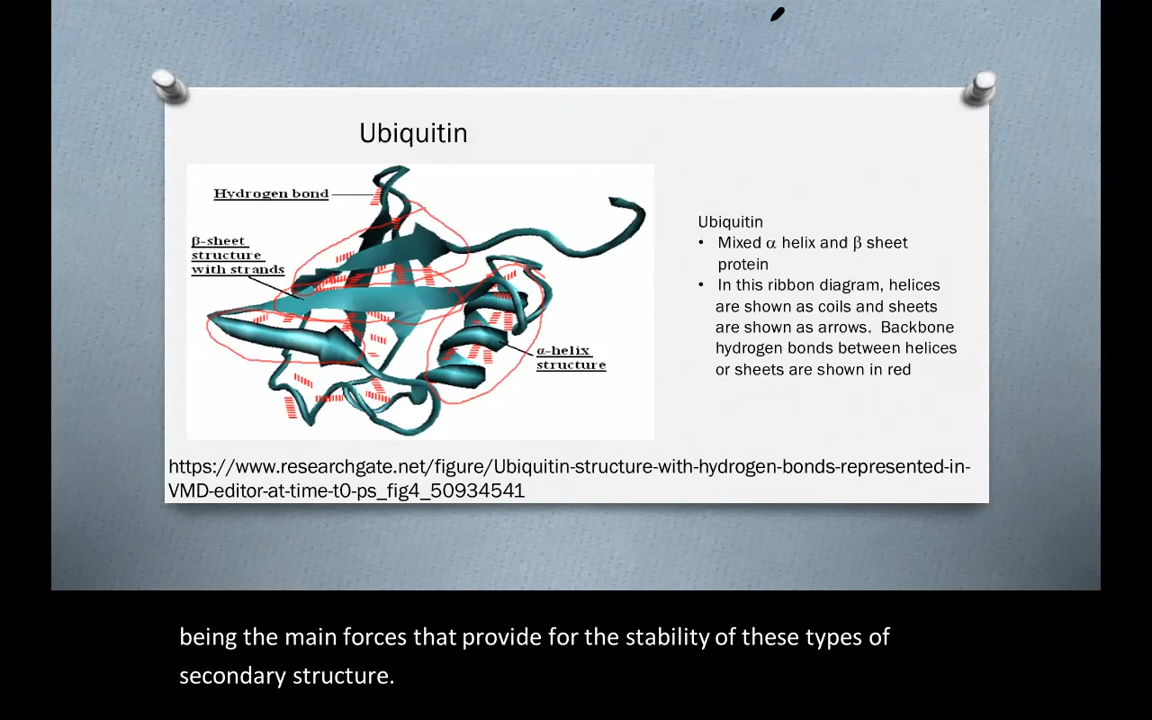 Ubiquitin
Hydrogen bond
β-sheet
structure
with strands
α-helix
structure
Ubiquitin
• Mixed α helix and β sheet
protein
• In this ribbon diagram, helices
are shown as coils and sheets
are shown as arrows. Backbone
hydrogen bonds between helices
or sheets are shown in red
https://www.researchgate.net/figure/Ubiquitin-structure-with-hydrogen-bonds-represented-in-
VMD-editor-at-time-t0-ps_fig4_50934541
being the main forces that provide for the stability of these types of
secondary structure.